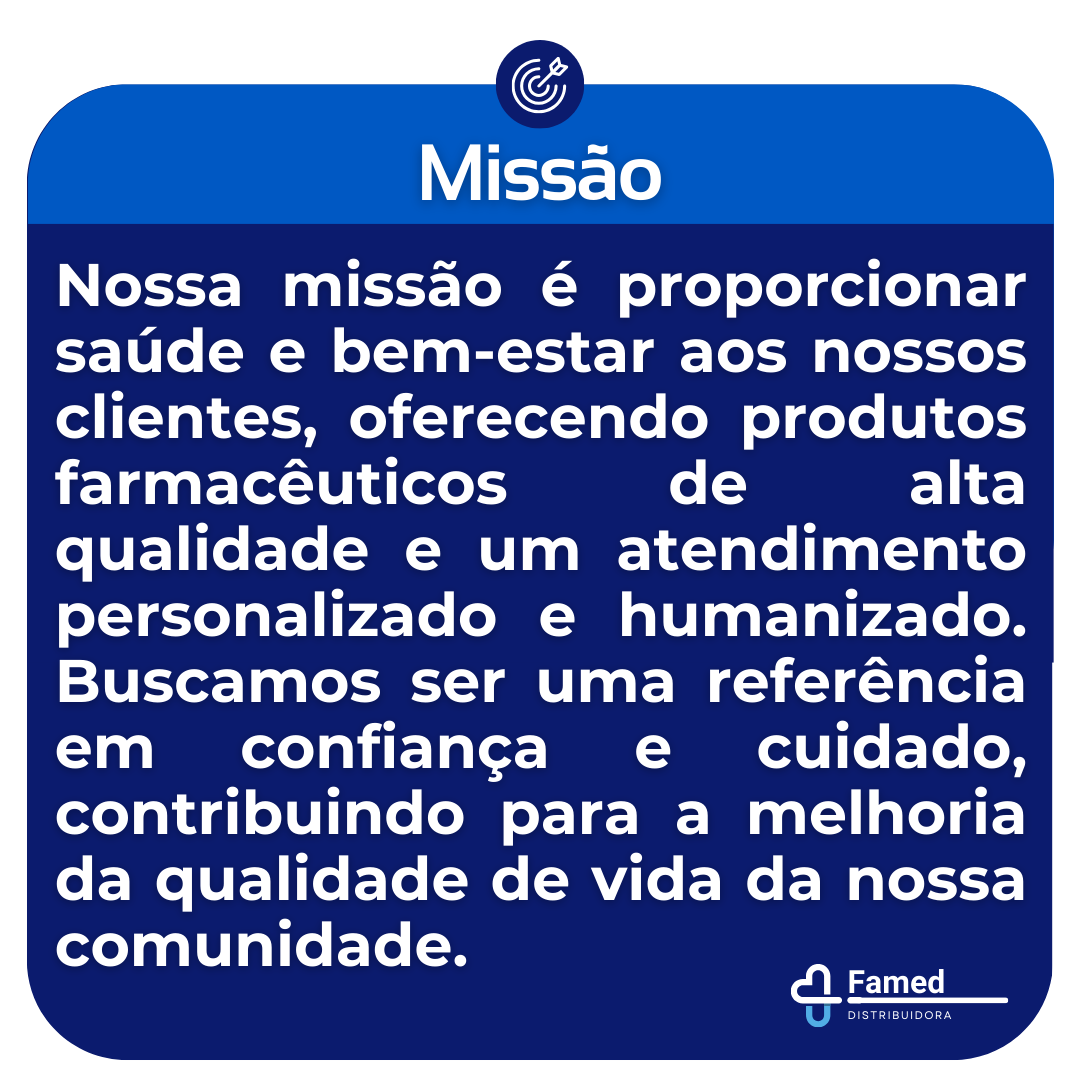 Missão
Nossa missão é proporcionar
saúde e bem-estar aos nossos
clientes, oferecendo produtos
farmacêuticos de alta
qualidade e um atendimento
personalizado e humanizado.
Buscamos ser uma referência
em confiança e cuidado,
contribuindo para a melhoria
da qualidade de vida da nossa
comunidade.
Famed
DISTRIBUIDORA